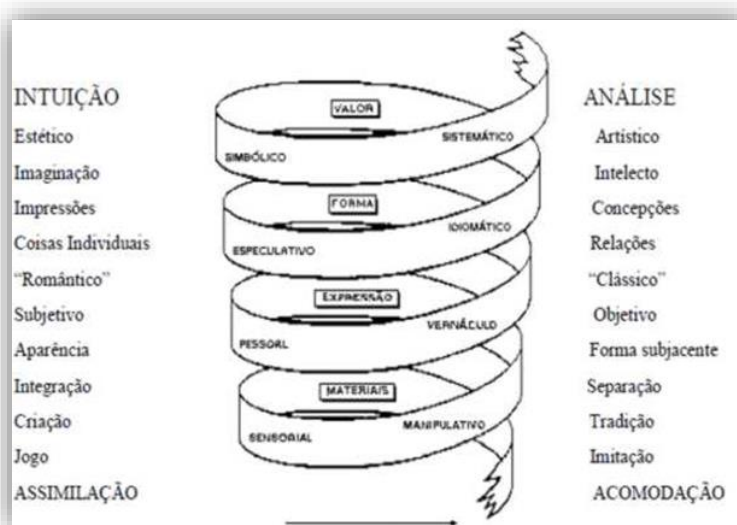 INTUIÇÃO
Estético
Imaginação
Impressões
Coisas Individuais
“Romântico”
Subjetivo
Aparência
Integração
Criação
Jogo
ASSIMILAÇÃO
VALOR
SIMBÓLICO
SISTEMÁTICO
FORMA
ESPECULATIVO
IDIOMÁTICO
EXPRESSÃO
PESSOAL
VERNÁCULO
MATERIAIS
SENSORIAL
MANIPULATIVO
ANÁLISE
Artístico
Intelecto
Concepções
Relações
“Clássico”
Objetivo
Forma subjacente
Separação
Tradição
Imitação
ACOMODAÇÃO